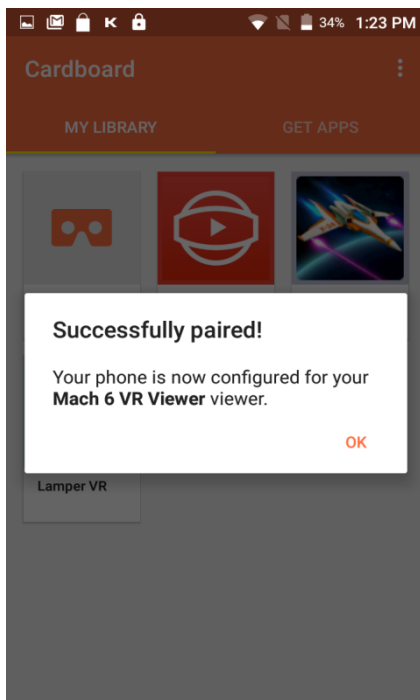 K 34% 1:23 PM
Cardboard
MY LIBRARY GET APPS
Successfully paired!
Your phone is now configured for your
Mach 6 VR Viewer viewer.
OK
Lamper VR